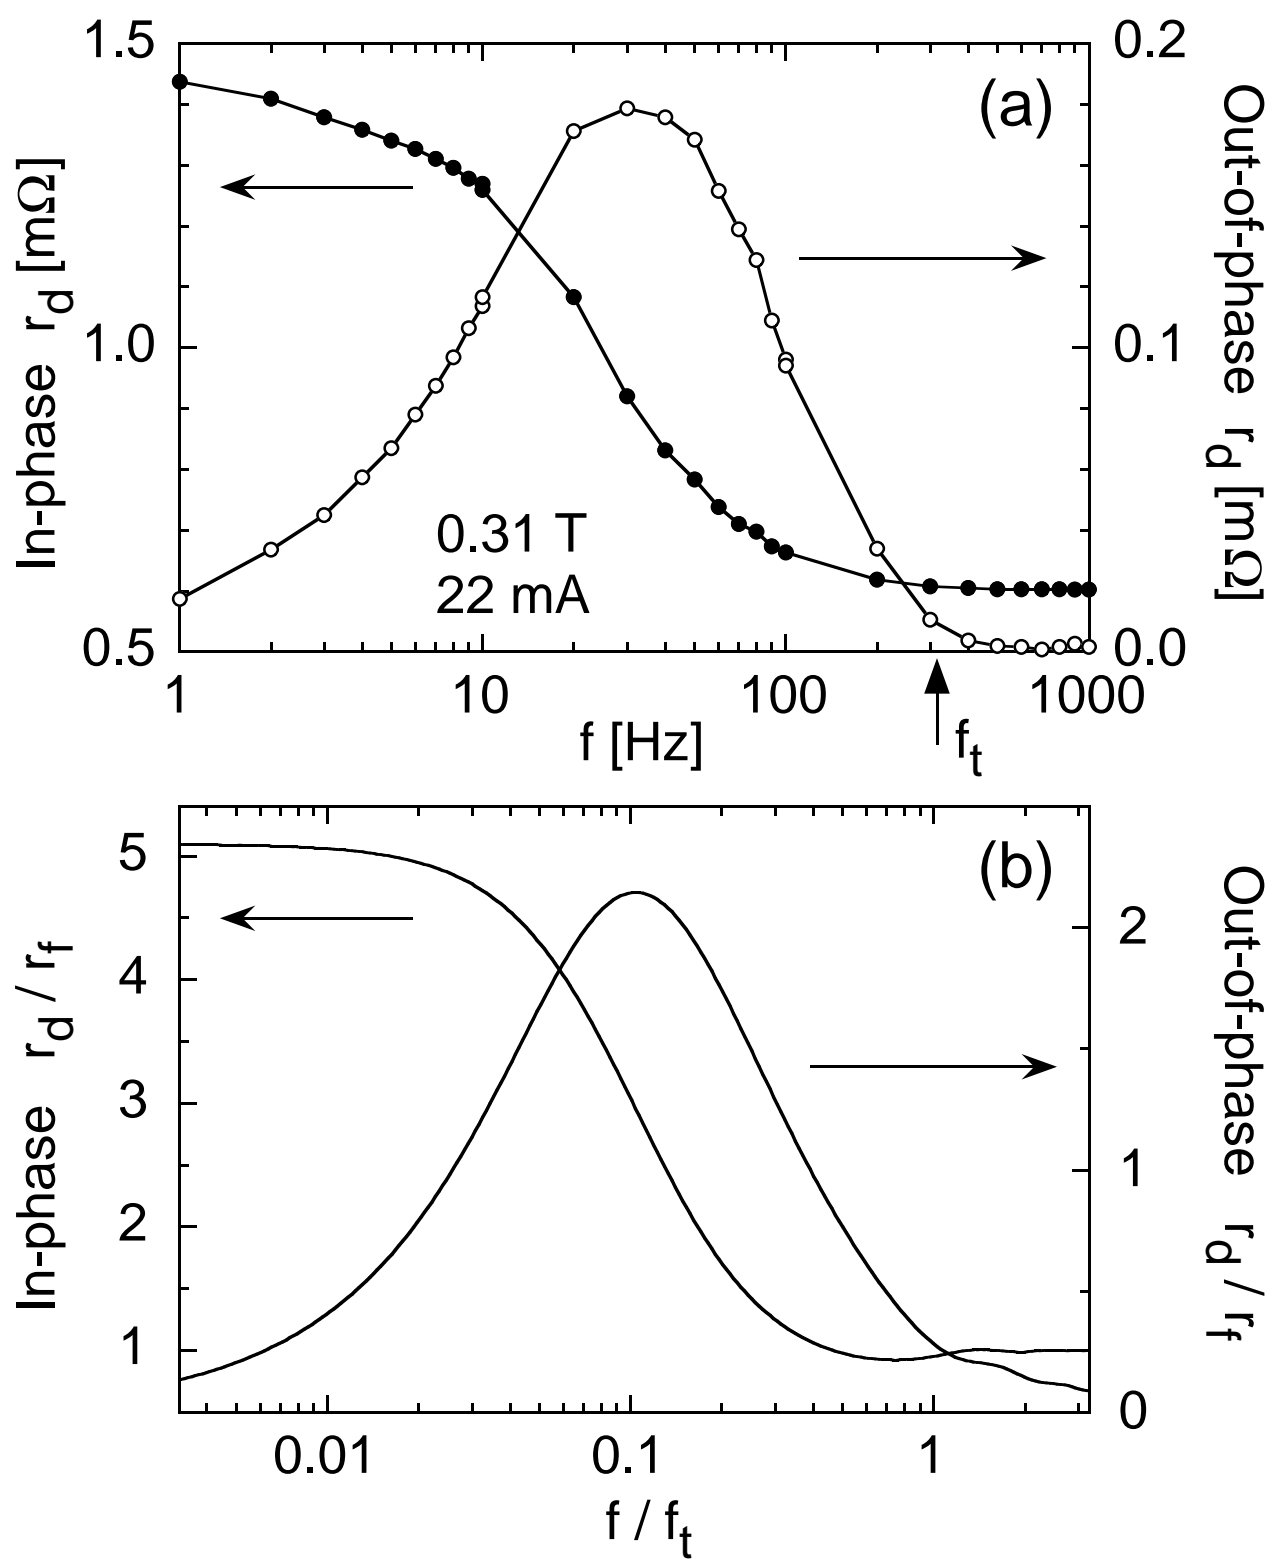 1.5
0.2
(a)
In-phase r_d [mΩ]
Out-of-phase r_d [mΩ]
1.0
0.1
0.31 T
22 mA
0.5
0.0
1
10
100
1000
f [Hz]
f_t
(b)
In-phase r_d / r_f
Out-of-phase r_d / r_f
5
4
3
2
1
2
1
0
0.01
0.1
1
f / f_t